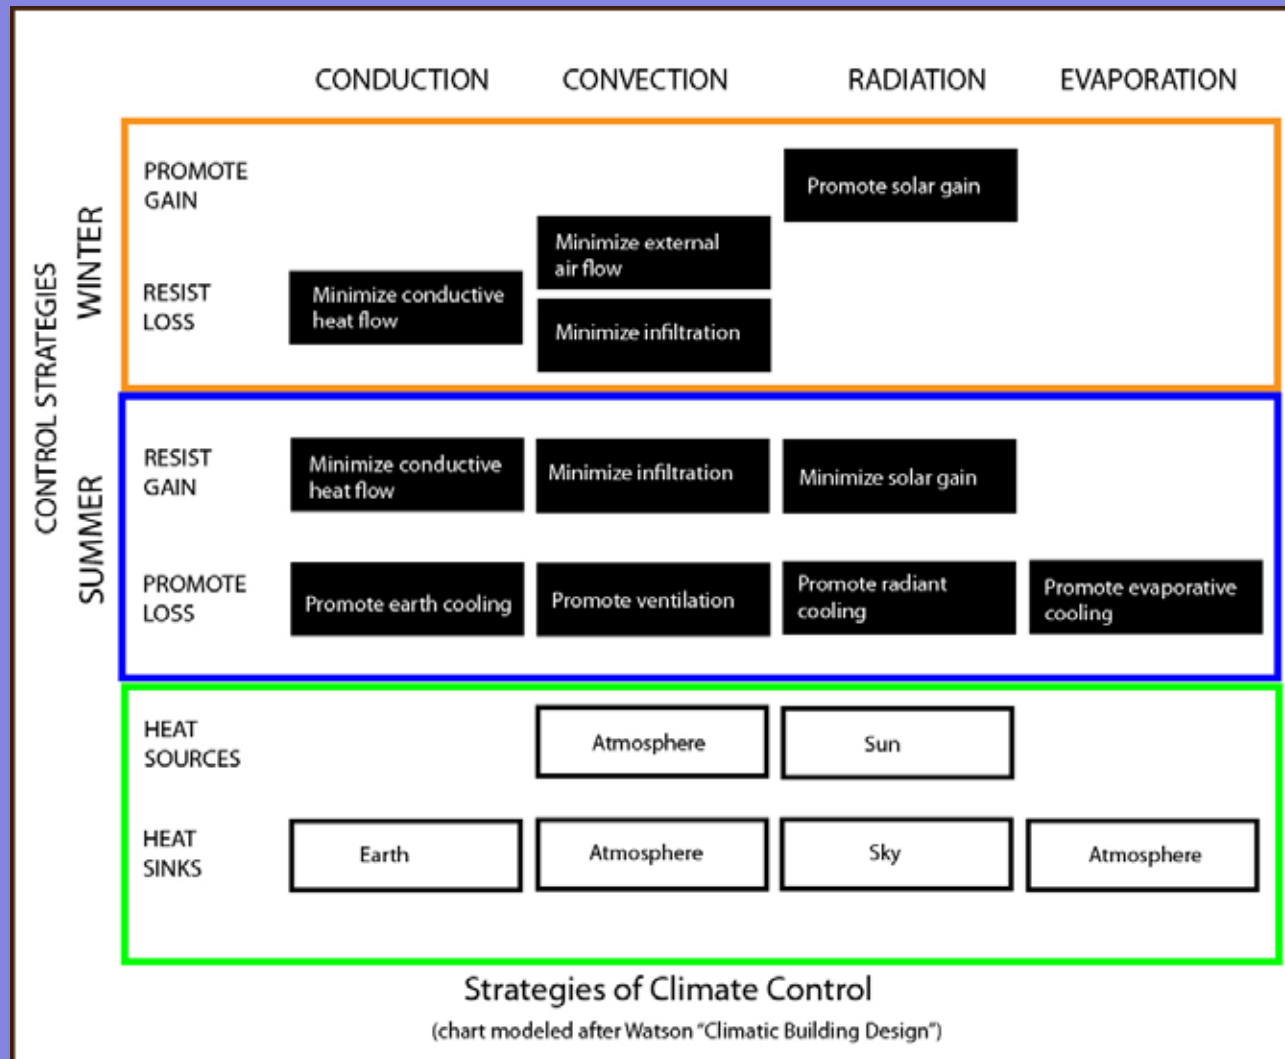 CONDUCTION CONVECTION RADIATION EVAPORATION
CONTROL STRATEGIES
WINTER
PROMOTE
GAIN
Promote solar gain
RESIST
LOSS
Minimize conductive
heat flow
Minimize external
air flow
Minimize infiltration
SUMMER
RESIST
GAIN
Minimize conductive
heat flow
Minimize infiltration
Minimize solar gain
PROMOTE
LOSS
Promote earth cooling
Promote ventilation
Promote radiant
cooling
Promote evaporative
cooling
HEAT
SOURCES
Atmosphere
Sun
HEAT
SINKS
Earth
Atmosphere
Sky
Atmosphere
Strategies of Climate Control
(chart modeled after Watson "Climatic Building Design")